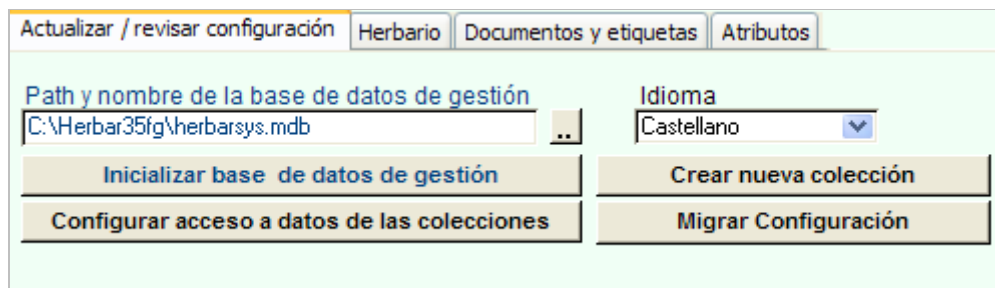 Actualizar / revisar configuración Herbario Documentos y etiquetas Atributos
Path y nombre de la base de datos de gestión Idioma
C:\Herbar35fg\herbarsys.mdb .. Castellano
Inicializar base de datos de gestión Crear nueva colección
Configurar acceso a datos de las colecciones Migrar Configuración